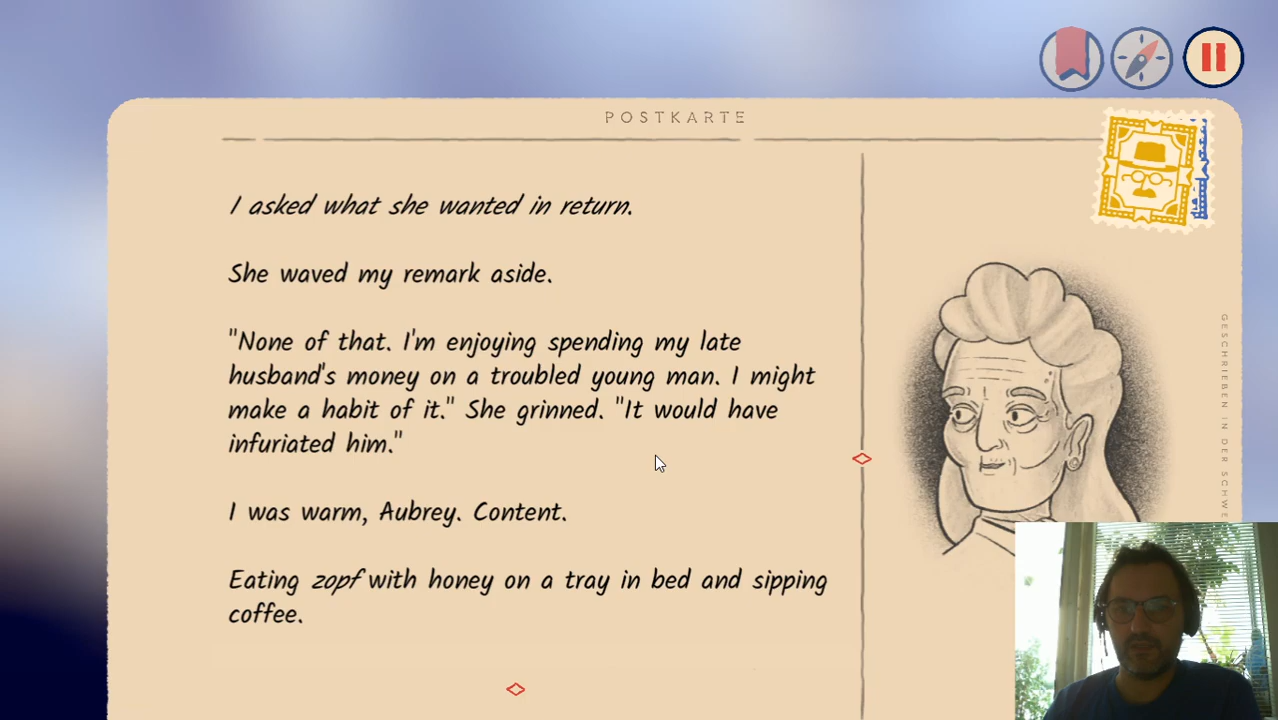 POSTKARTE
I asked what she wanted in return.
She waved my remark aside.
"None of that. I'm enjoying spending my late
husband's money on a troubled young man. I might
make a habit of it." She grinned. "It would have
infuriated him."
I was warm, Aubrey. Content.
Eating zopf with honey on a tray in bed and sipping
coffee.
GESCHRIEBEN IN DER